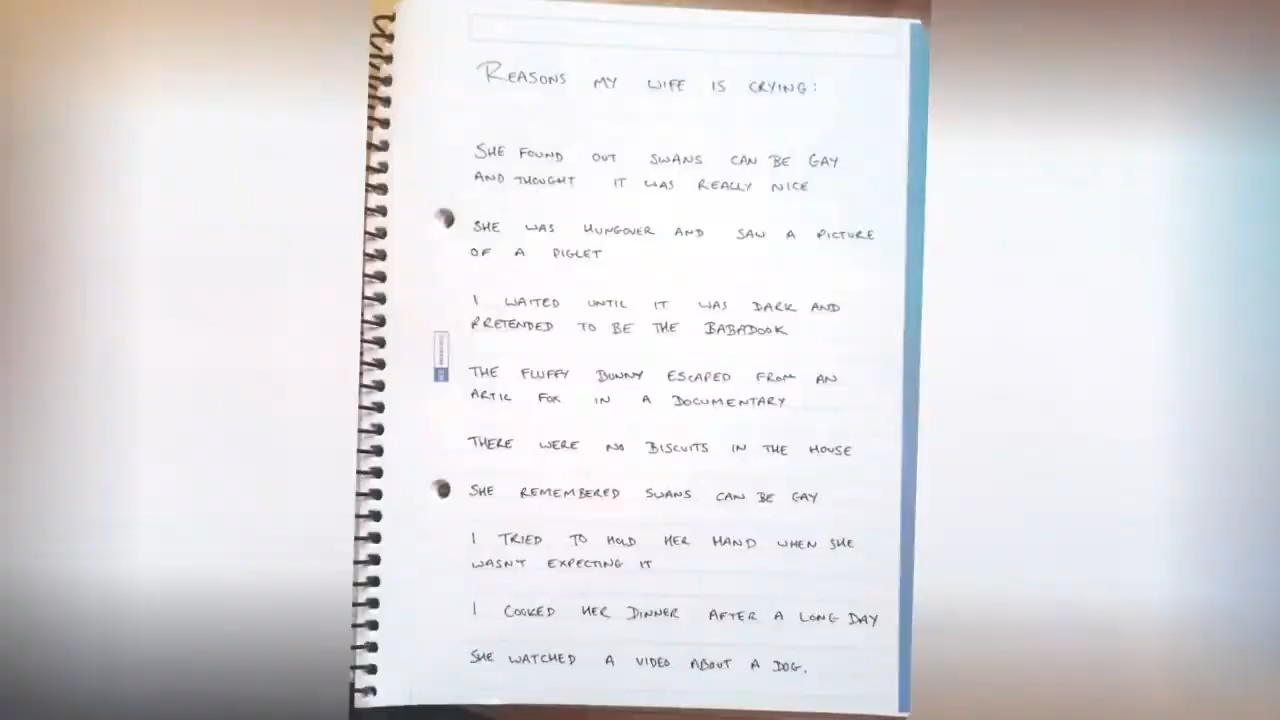 REASONS MY WIFE IS CRYING:
SHE FOUND OUT SWANS CAN BE GAY
AND THOUGHT IT WAS REALLY NICE
SHE WAS HUNGOVER AND SAW A PICTURE
OF A PIGLET
I WAITED UNTIL IT WAS DARK AND
PRETENDED TO BE THE BABADOOK
THE FLUFFY BUNNY ESCAPED FROM AN
ARTIC FOX IN A DOCUMENTARY
THERE WERE NO BISCUITS IN THE HOUSE
SHE REMEMBERED SWANS CAN BE GAY
I TRIED TO HOLD HER HAND WHEN SHE
WASN'T EXPECTING IT
I COOKED HER DINNER AFTER A LONG DAY
SHE WATCHED A VIDEO ABOUT A DOG.